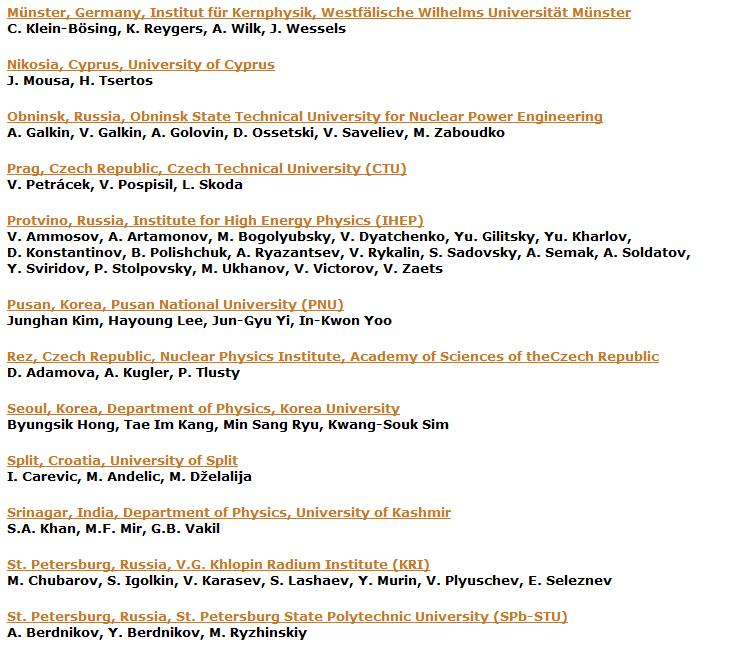 Münster, Germany, Institut für Kernphysik, Westfälische Wilhelms Universität Münster
C. Klein-Bösing, K. Reygers, A. Wilk, J. Wessels
Nikosia, Cyprus, University of Cyprus
J. Mousa, H. Tsertos
Obninsk, Russia, Obninsk State Technical University for Nuclear Power Engineering
A. Galkin, V. Galkin, A. Golovin, D. Ossetski, V. Saveliev, M. Zaboudko
Prag, Czech Republic, Czech Technical University (CTU)
V. Petrácek, V. Pospisil, L. Skoda
Protvino, Russia, Institute for High Energy Physics (IHEP)
V. Ammosov, A. Artamonov, M. Bogolyubsky, V. Dyatchenko, Yu. Gilitsky, Yu. Kharlov,
D. Konstantinov, B. Polishchuk, A. Ryazantsev, V. Rykalin, S. Sadovsky, A. Semak, A. Soldatov,
Y. Sviridov, P. Stolpovsky, M. Ukhanov, V. Victorov, V. Zaets
Pusan, Korea, Pusan National University (PNU)
Junghan Kim, Hayoung Lee, Jun-Gyu Yi, In-Kwon Yoo
Rez, Czech Republic, Nuclear Physics Institute, Academy of Sciences of theCzech Republic
D. Adamova, A. Kugler, P. Tlusty
Seoul, Korea, Department of Physics, Korea University
Byungsik Hong, Tae Im Kang, Min Sang Ryu, Kwang-Souk Sim
Split, Croatia, University of Split
I. Carevic, M. Andelic, M. Dželalija
Srinagar, India, Department of Physics, University of Kashmir
S.A. Khan, M.F. Mir, G.B. Vakil
St. Petersburg, Russia, V.G. Khlopin Radium Institute (KRI)
M. Chubarov, S. Igolkin, V. Karasev, S. Lashaev, Y. Murin, V. Plyuschev, E. Seleznev
St. Petersburg, Russia, St. Petersburg State Polytechnic University (SPb-STU)
A. Berdnikov, Y. Berdnikov, M. Ryzhinskiy